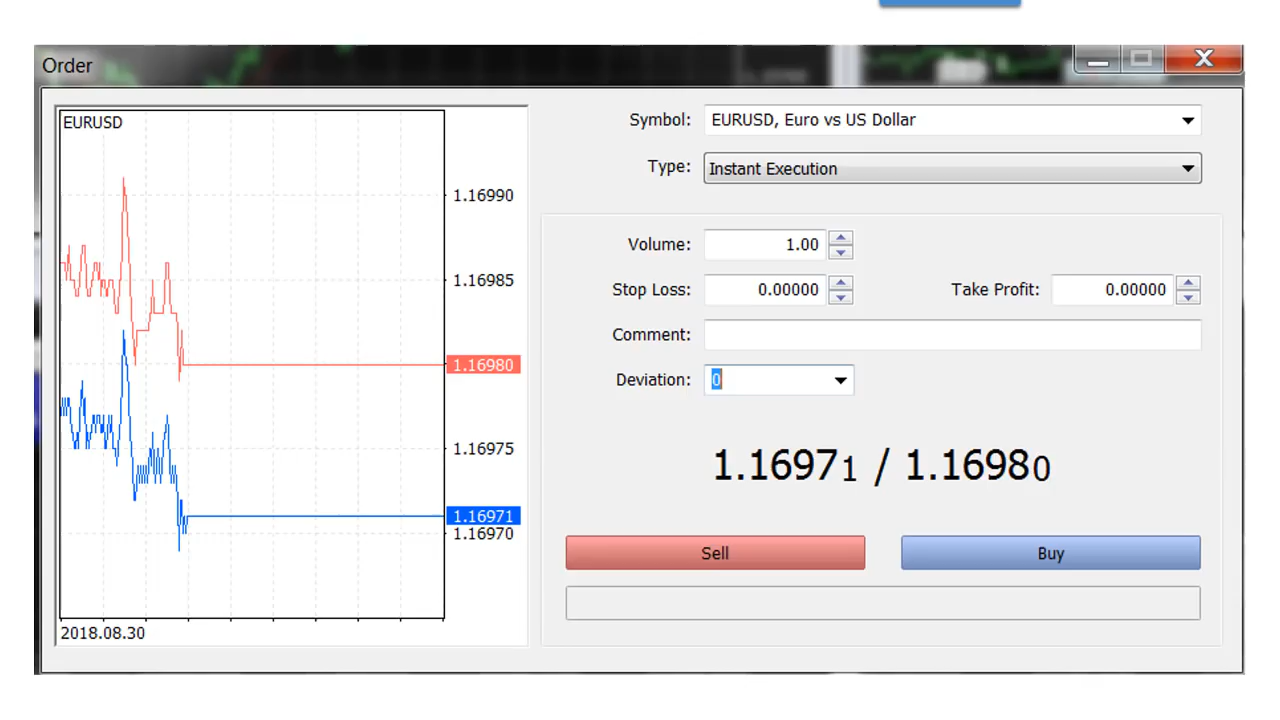 Order
EURUSD
1.16990
1.16985
1.16980
1.16975
1.16971
1.16970
2018.08.30
Symbol: EURUSD, Euro vs US Dollar
Type: Instant Execution
Volume: 1.00
Stop Loss: 0.00000 Take Profit: 0.00000
Comment:
Deviation: 0
1.16971 / 1.16980
Sell Buy